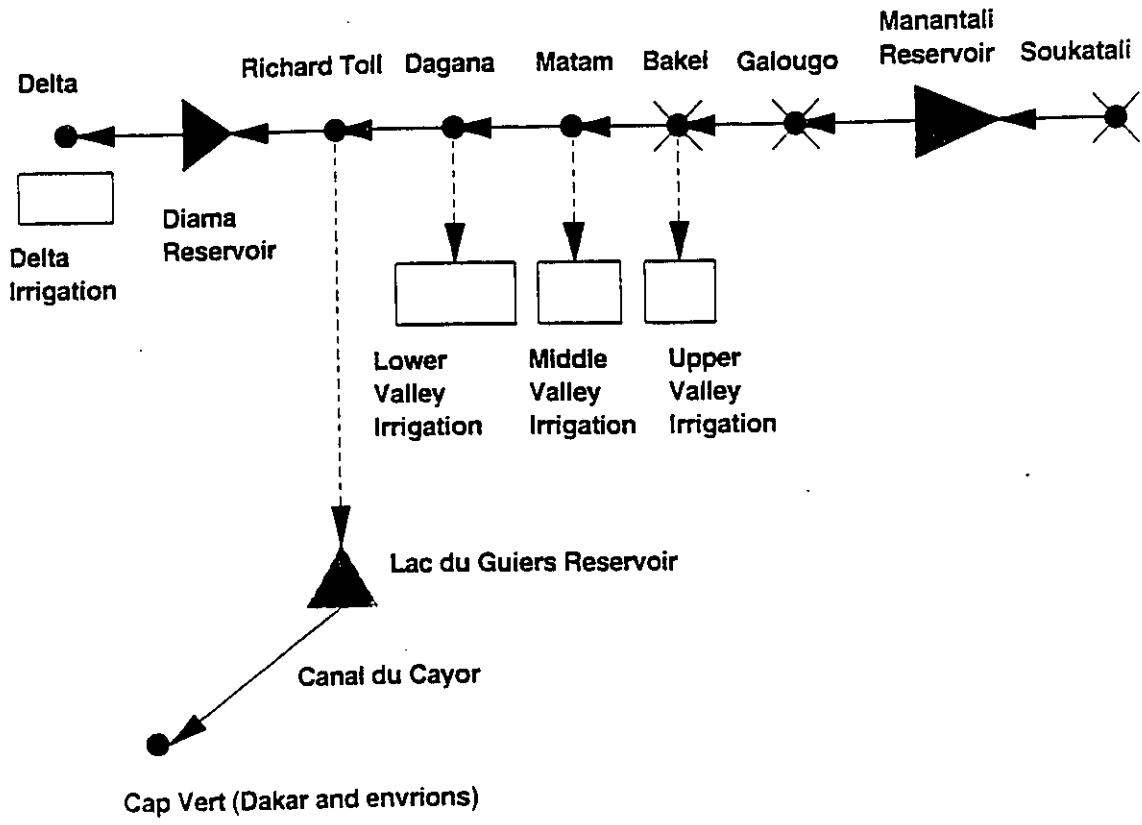 Delta
Richard Toll
Dagana
Matam
Bakel
Galougo
Manantali
Reservoir
Soukatali
Diama
Reservoir
Delta
Irrigation
Lower
Valley
Irrigation
Middle
Valley
Irrigation
Upper
Valley
Irrigation
Lac du Guiers Reservoir
Canal du Cayor
Cap Vert (Dakar and envrions)